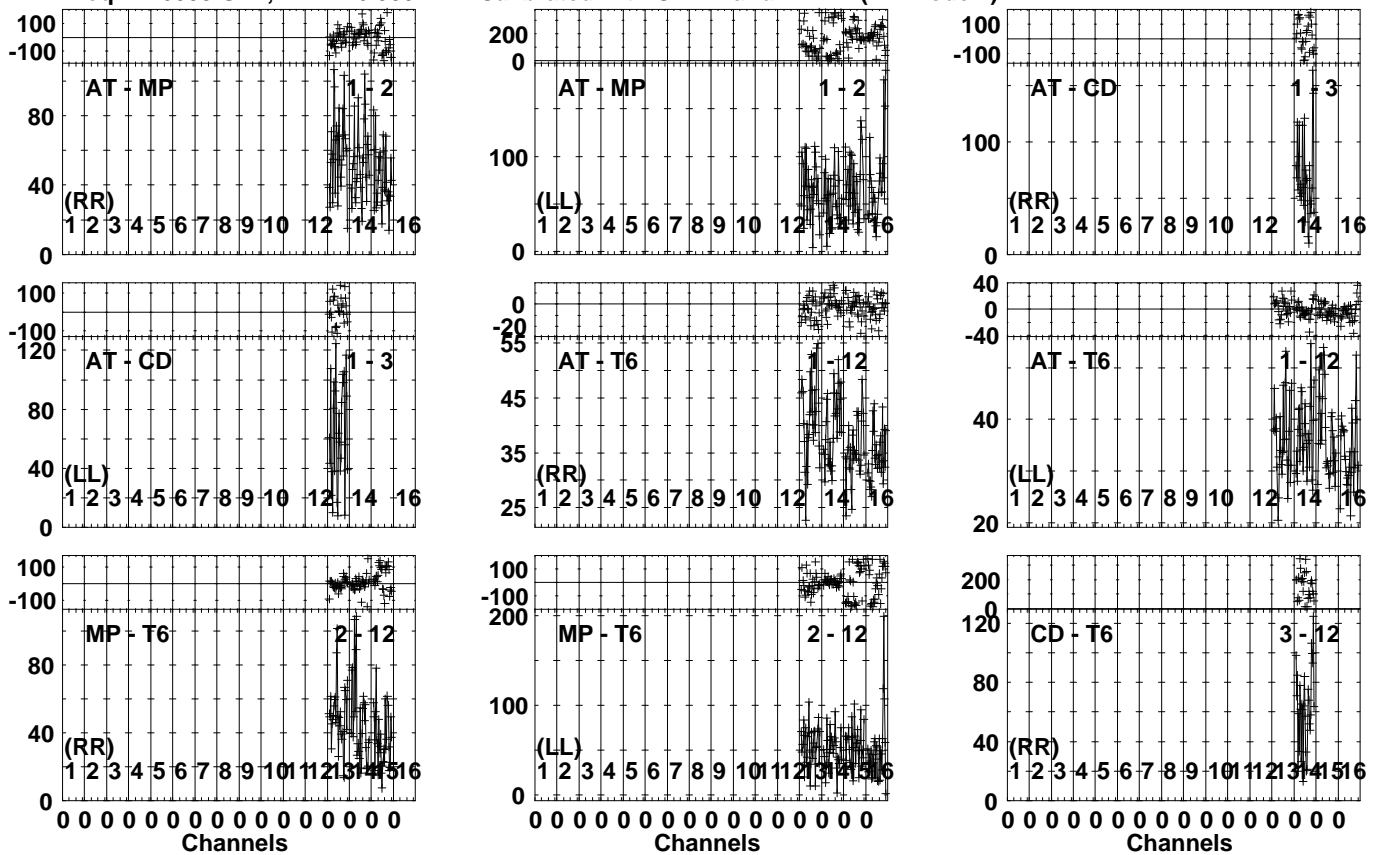 100 200 100
-100 0 -100
AT - MP 1 - 2 AT - MP 1 - 2 AT - CD 1 - 3
80 100 100
40
(RR) (LL) (RR)
1 2 3 4 5 6 7 8 9 10 12 14 16 1 2 3 4 5 6 7 8 9 10 12 14 16 1 2 3 4 5 6 7 8 9 10 12 14 16
0 0 0
100 0 40
-100 -20 0
-40
120 55
AT - CD 1 - 3 AT - T6 1 - 12 AT - T6 1 - 12
80 45 40
40 35
(LL) (RR) (LL)
1 2 3 4 5 6 7 8 9 10 12 14 16 1 2 3 4 5 6 7 8 9 10 12 14 16 1 2 3 4 5 6 7 8 9 10 12 14 16
0 25 20
100 100 200
-100 -100 0
200 120
MP - T6 2 - 12 MP - T6 2 - 12 CD - T6 3 - 12
80 100 80
40 40
(RR) (LL) (RR)
1 2 3 4 5 6 7 8 9 10 11 12 13 14 15 16 1 2 3 4 5 6 7 8 9 10 11 12 13 14 15 16 1 2 3 4 5 6 7 8 9 10 11 12 13 14 15 16
0 0 0
0 0 0 0 0 0 0 0 0 0 0 0 0 0 0 0 0 0 0 0 0 0 0 0 0 0 0 0 0 0 0 0 0 0 0 0 0 0 0 0 0 0 0 0 0 0 0 0
Channels Channels Channels